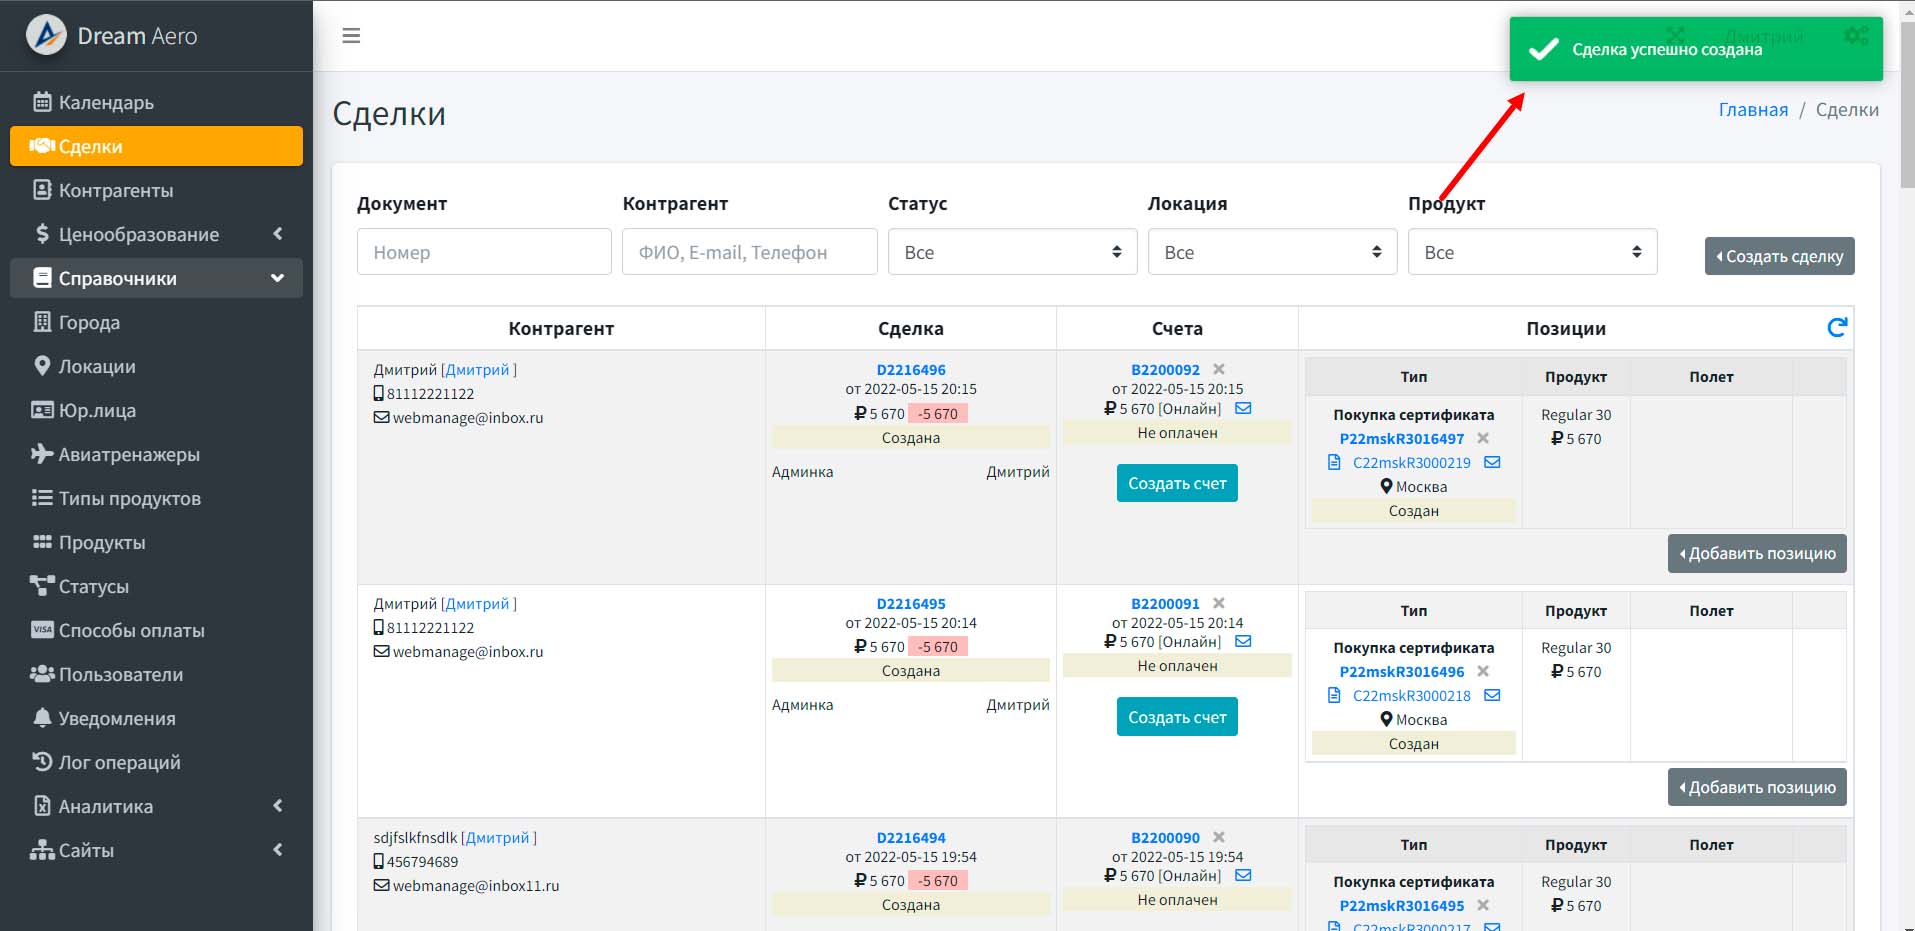 Dream Aero
Календарь
Сделки
Контрагенты
Ценообразование
Справочники
Города
Локации
Юр.лица
Авиатренажеры
Типы продуктов
Продукты
Статусы
VISA Способы оплаты
Пользователи
Уведомления
Лог операций
Аналитика
Сайты
Дмитрий
Сделка успешно создана
Сделки
Главная / Сделки
Документ Контрагент Статус Локация Продукт
Номер ФИО, E-mail, Телефон Все Все Все Создать сделку
Контрагент Сделка Счета Позиции
Дмитрий [Дмитрий ]
81112221122
webmanage@inbox.ru
D2216496
от 2022-05-15 20:15
₽ 5 670 -5 670
Создана
Админка Дмитрий
B2200092
от 2022-05-15 20:15
₽ 5 670 [Онлайн]
Не оплачен
Создать счет
Тип Продукт Полет
Покупка сертификата
P22mskR3016497
C22mskR3000219
Москва
Создан
Regular 30
₽ 5 670
Добавить позицию
Дмитрий [Дмитрий ]
81112221122
webmanage@inbox.ru
D2216495
от 2022-05-15 20:14
₽ 5 670 -5 670
Создана
Админка Дмитрий
B2200091
от 2022-05-15 20:14
₽ 5 670 [Онлайн]
Не оплачен
Создать счет
Тип Продукт Полет
Покупка сертификата
P22mskR3016496
C22mskR3000218
Москва
Создан
Regular 30
₽ 5 670
Добавить позицию
sdjfslkfnsdlk [Дмитрий ]
456794689
webmanage@inbox11.ru
D2216494
от 2022-05-15 19:54
₽ 5 670 -5 670
Создана
B2200090
от 2022-05-15 19:54
₽ 5 670 [Онлайн]
Не оплачен
Тип Продукт Полет
Покупка сертификата
P22mskR3016495
C22mskR3000217
Regular 30
₽ 5 670